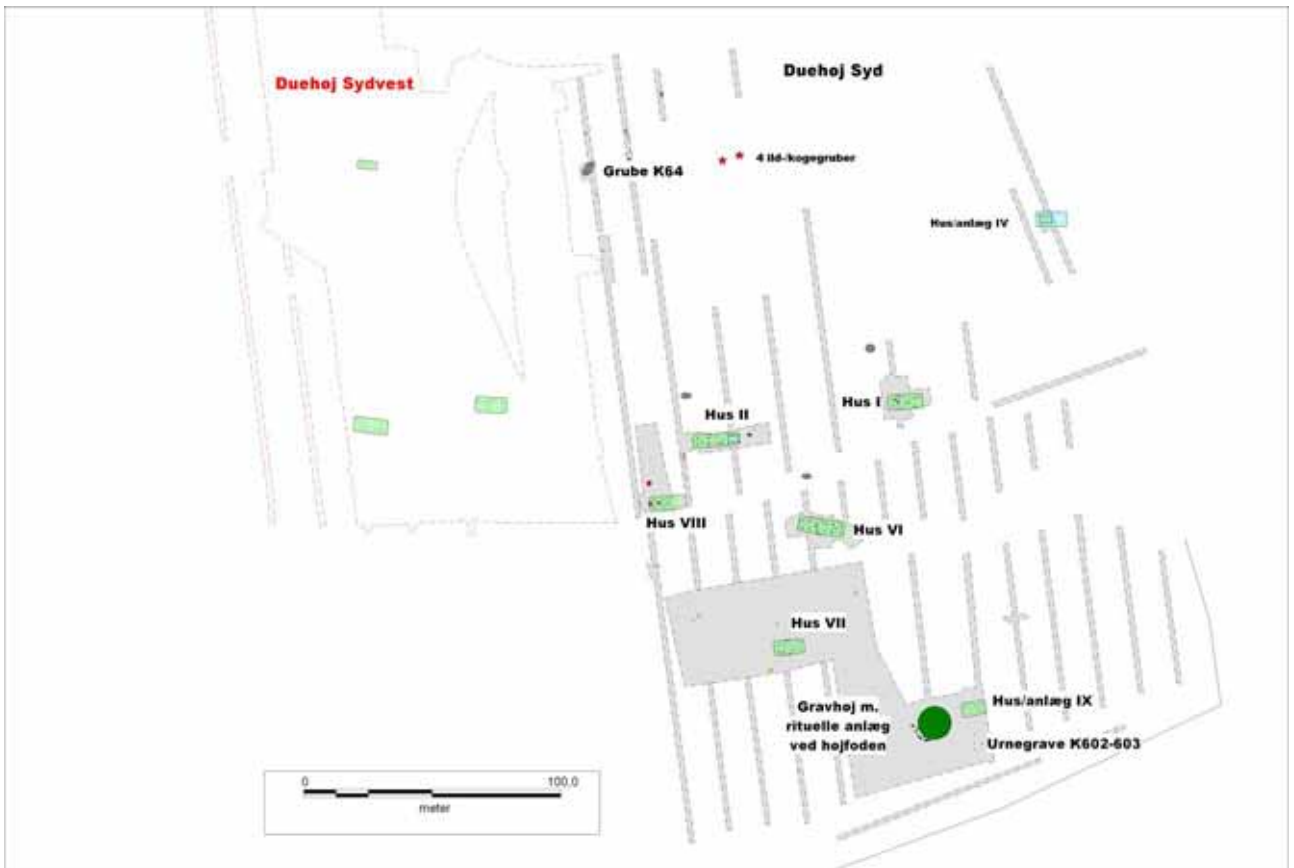 Duehøj Sydvest
Duehøj Syd
4 ild-/kogegruber
Grube K64
Hus/anlæg IV
Hus I
Hus II
Hus VIII
Hus VI
Hus VII
Gravhøj m.
rituelle anlæg
ved højfoden
Hus/anlæg IX
Urnegrave K602-603
0 100,0
meter